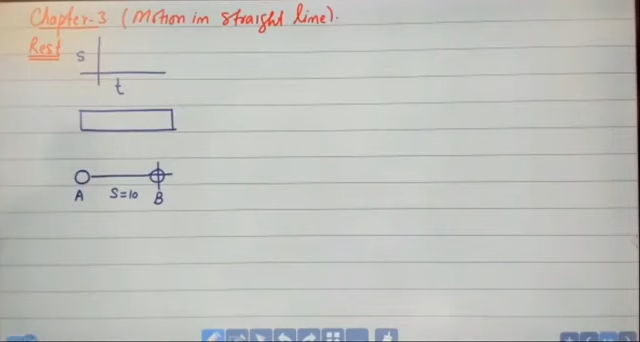 Chapter-3 (Motion in straight line).
Rest
S
t
A S=10 B